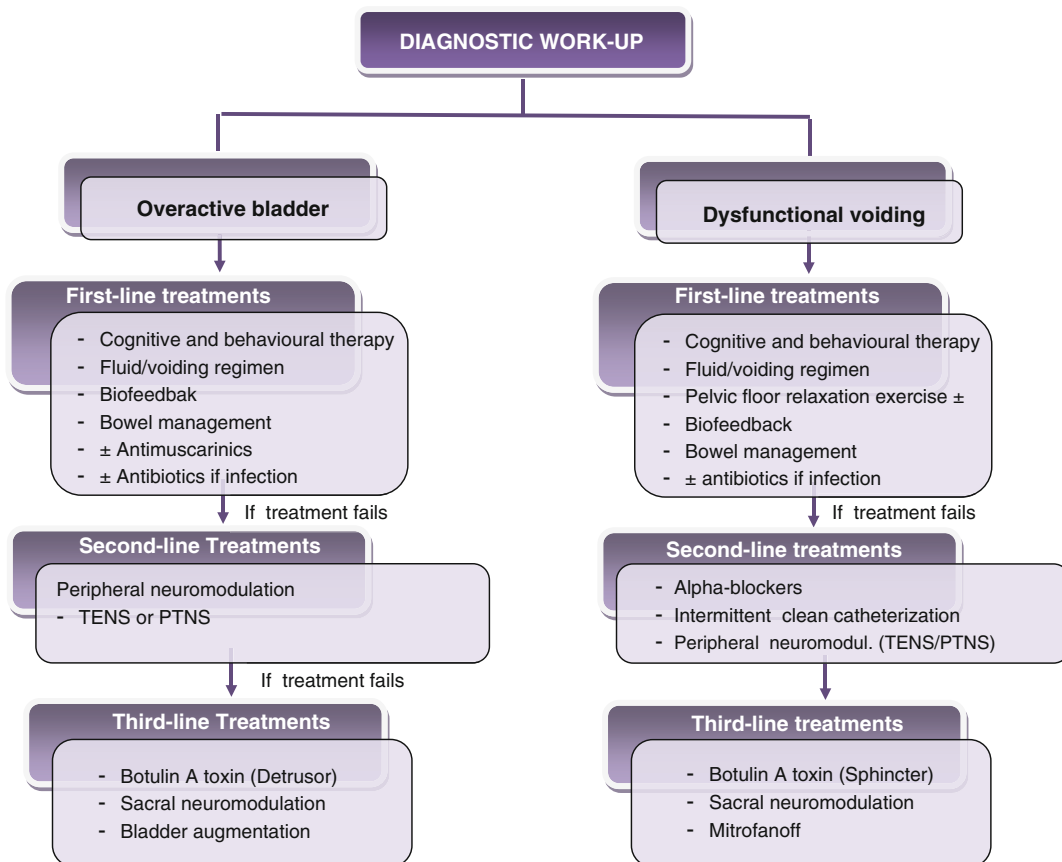 DIAGNOSTIC WORK-UP
Overactive bladder
First-line treatments
- Cognitive and behavioural therapy
- Fluid/voiding regimen
- Biofeedbak
- Bowel management
- ± Antimuscarinics
- ± Antibiotics if infection
If treatment fails
Second-line Treatments
Peripheral neuromodulation
- TENS or PTNS
If treatment fails
Third-line Treatments
- Botulin A toxin (Detrusor)
- Sacral neuromodulation
- Bladder augmentation
Dysfunctional voiding
First-line treatments
- Cognitive and behavioural therapy
- Fluid/voiding regimen
- Pelvic floor relaxation exercise ±
- Biofeedback
- Bowel management
- ± antibiotics if infection
If treatment fails
Second-line treatments
- Alpha-blockers
- Intermittent clean catheterization
- Peripheral neuromodul. (TENS/PTNS)
Third-line treatments
- Botulin A toxin (Sphincter)
- Sacral neuromodulation
- Mitrofanoff